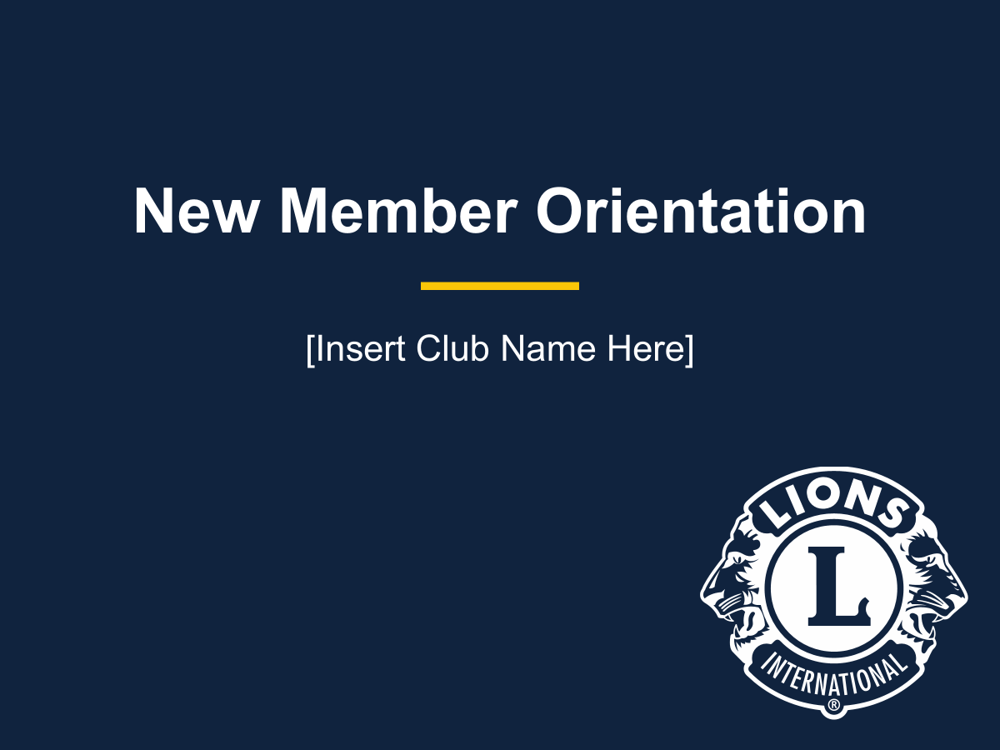 New Member Orientation
[Insert Club Name Here]
LIONS
L
INTERNATIONAL
®